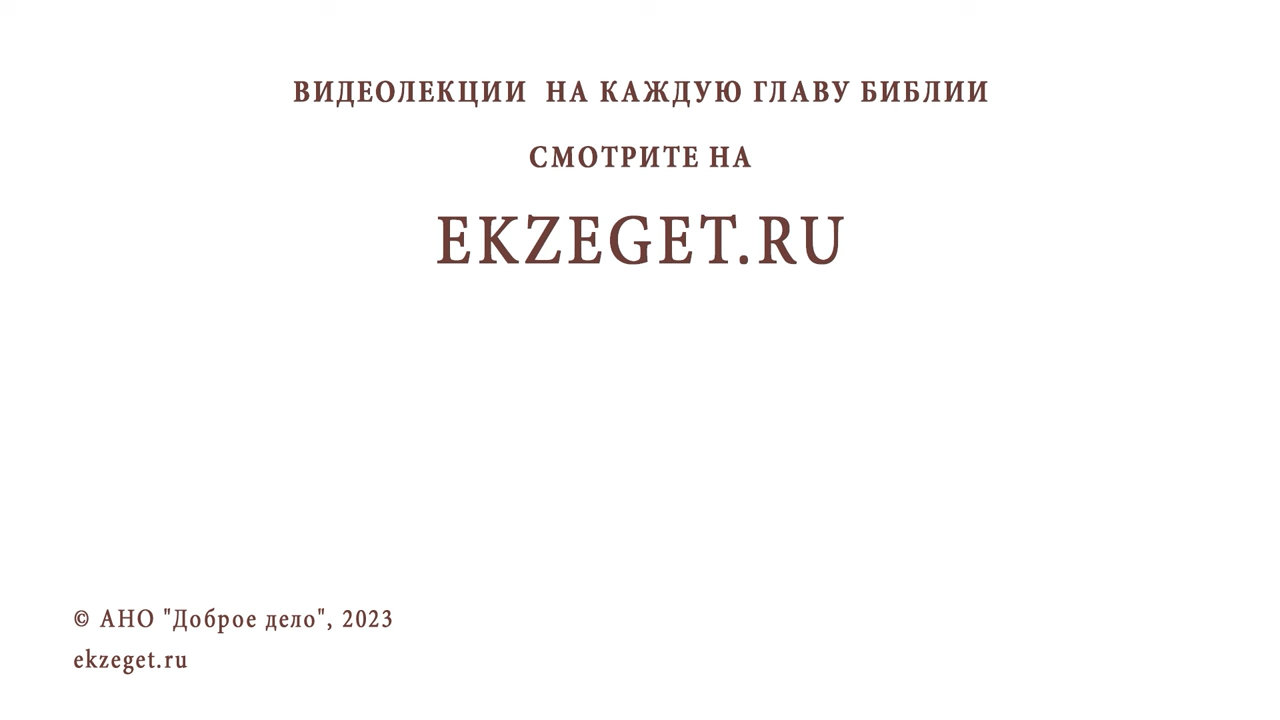 ВИДЕОЛЕКЦИИ НА КАЖДУЮ ГЛАВУ БИБЛИИ
СМОТРИТЕ НА
EKZEGET.RU
© АНО "Доброе дело", 2023
ekzeget.ru